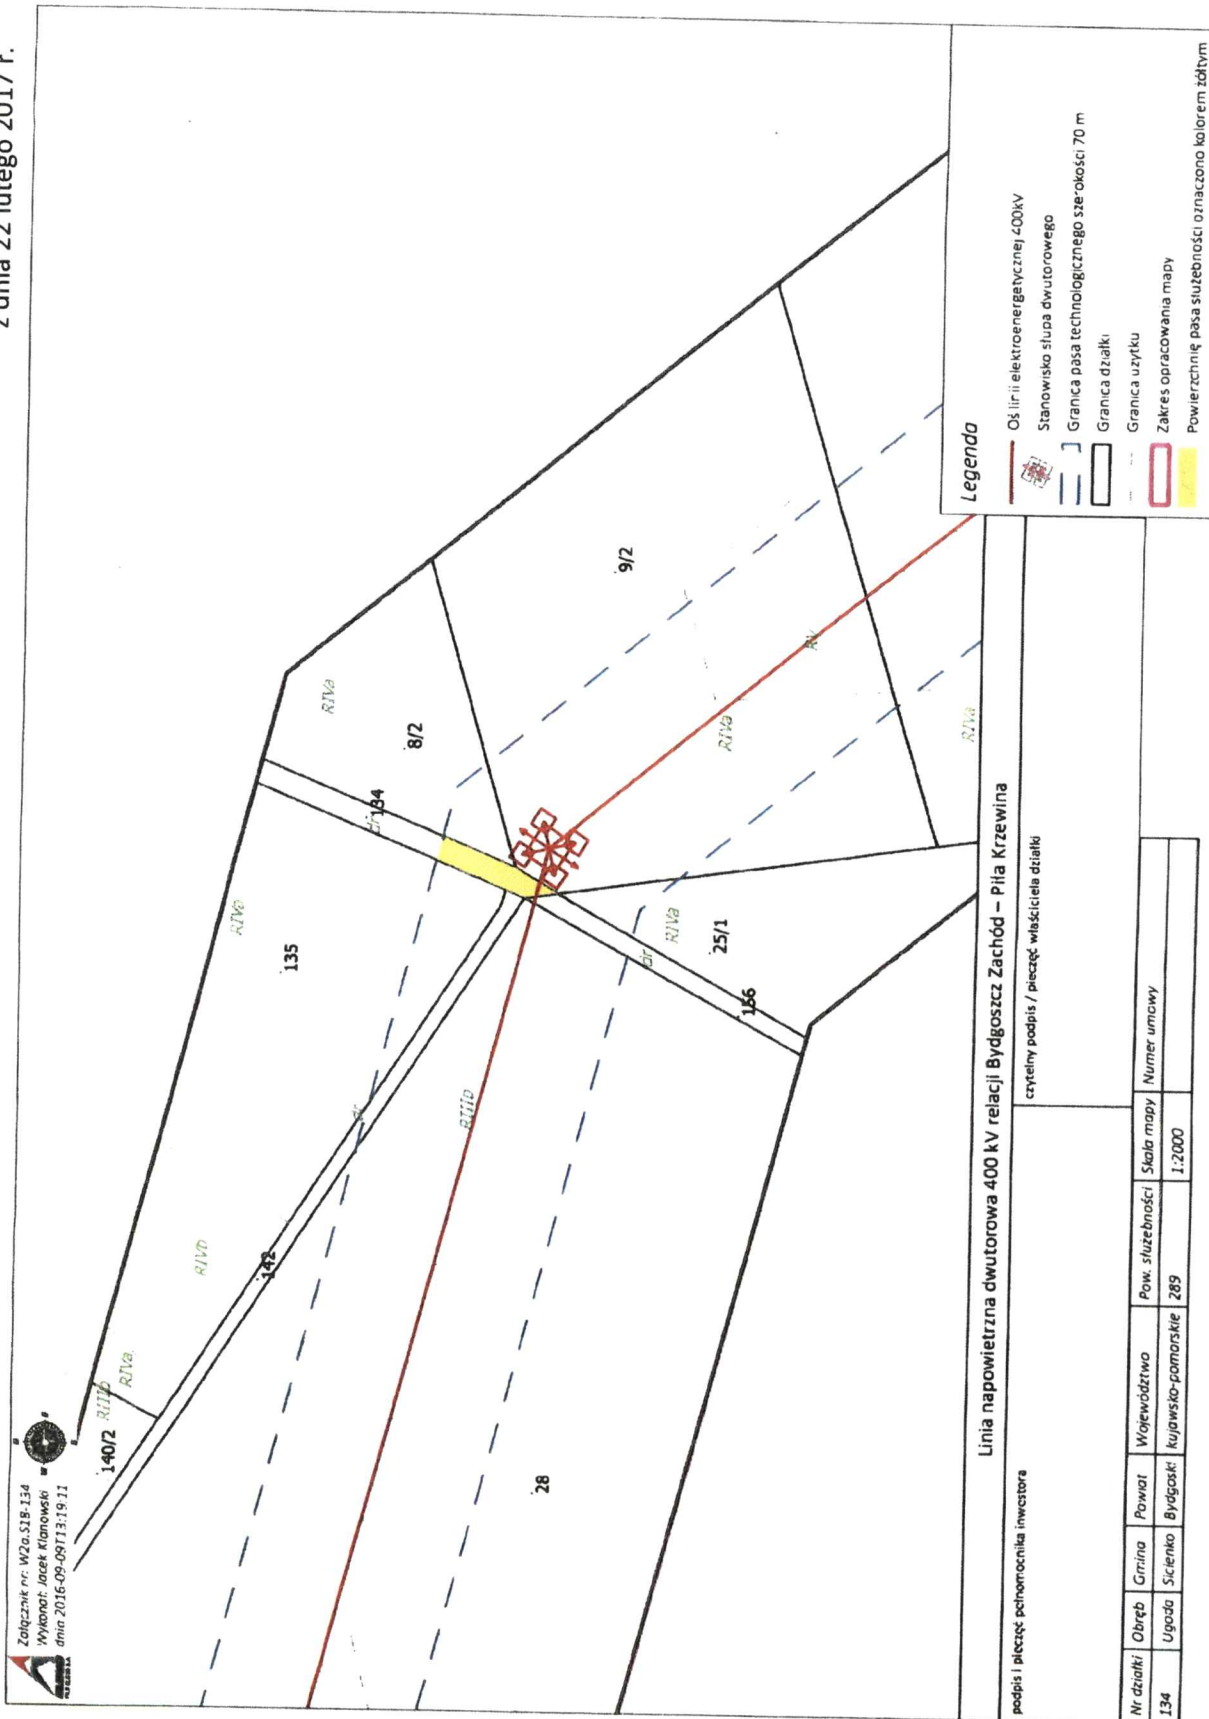 z dnia 22 lutego 2017 r.
Załącznik nr: W2a.S1B-134
Wykonał: Jacek Klanowski
dnia 2016-09-09T13:19:11
140/2
RIIIb
RIVa
RIVb
142
dr
135
RIVa
dr
134
RIVa
8/2
9/2
RIIIb
RIVa
RV
RIVa
28
dr
RIVa
25/1
166
Legenda
Oś linii elektroenergetycznej 400kV
Stanowisko słupa dwutorowego
Granica pasa technologicznego szerokości 70 m
Granica działki
Granica użytku
Zakres opracowania mapy
Powierzchnię pasa służebności oznaczono kolorem żółtym
Linia napowietrzna dwutorowa 400 kV relacji Bydgoszcz Zachód – Piła Krzewina
podpis i pieczęć pełnomocnika inwestora
czytelny podpis / pieczęć właściciela działki
Nr działki Obręb Gmina Powiat Województwo Pow. służebności Skala mapy Numer umowy
134 Ugoda Sicienko Bydgoski kujawsko-pomorskie 289 1:2000